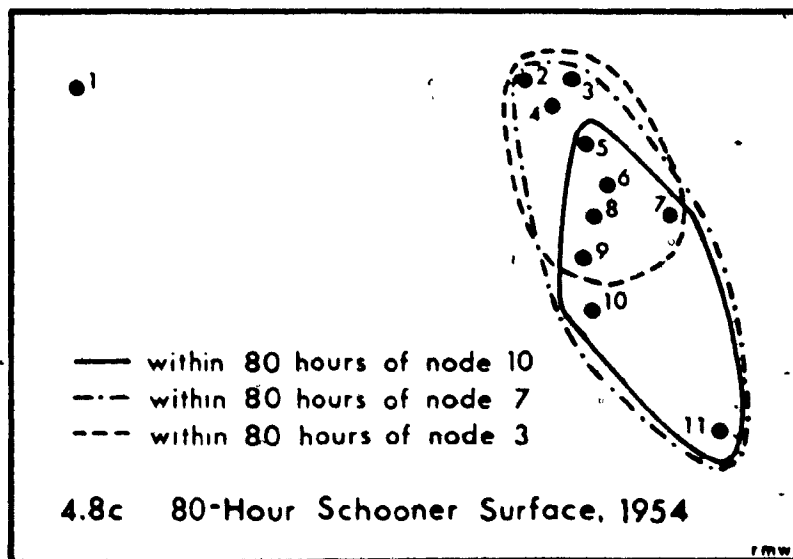 1
2
3
4
5
6
7
8
9
10
11
within 80 hours of node 10
within 80 hours of node 7
within 80 hours of node 3
4.8c 80-Hour Schooner Surface, 1954
rmw